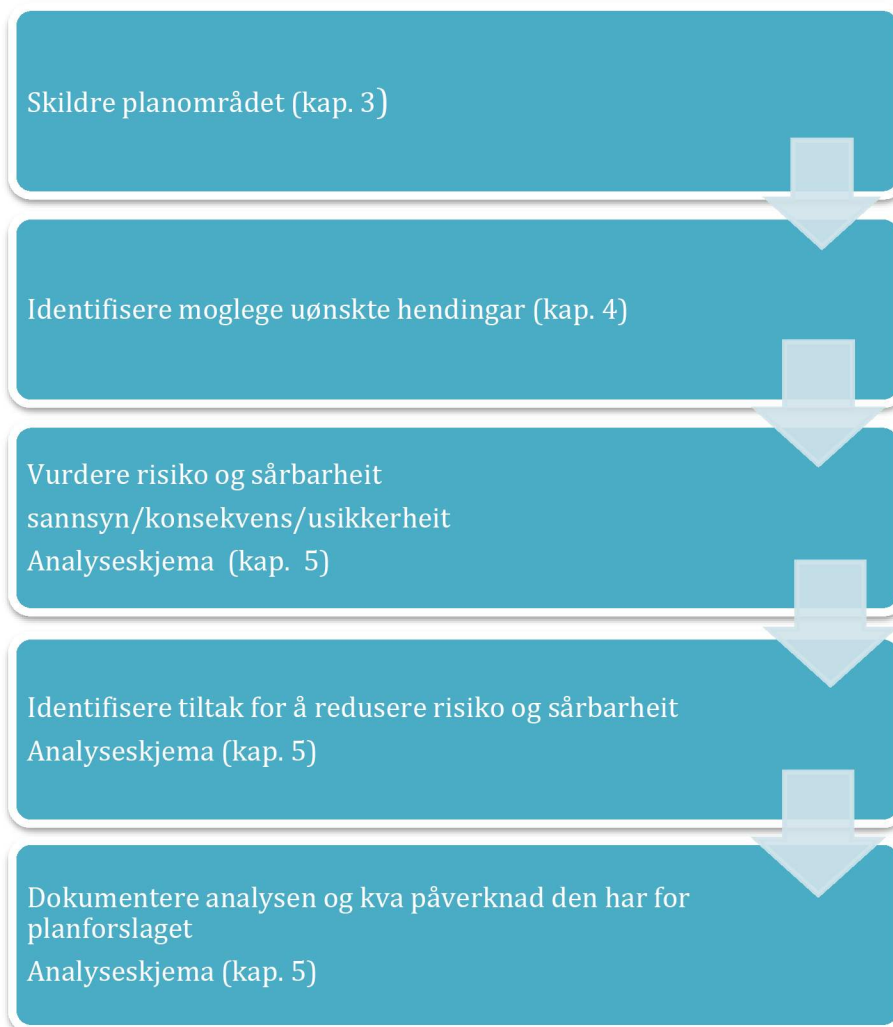 Skildre planområdet (kap. 3)
Identifisere moglege uønskte hendingar (kap. 4)
Vurdere risiko og sårbarheit
sannsyn/konsekvens/usikkerheit
Analyseskjema  (kap.  5)
Identifisere tiltak for å redusere risiko og sårbarheit
Analyseskjema (kap. 5)
Dokumentere analysen og kva påverknad den har for
planforslaget
Analyseskjema (kap. 5)